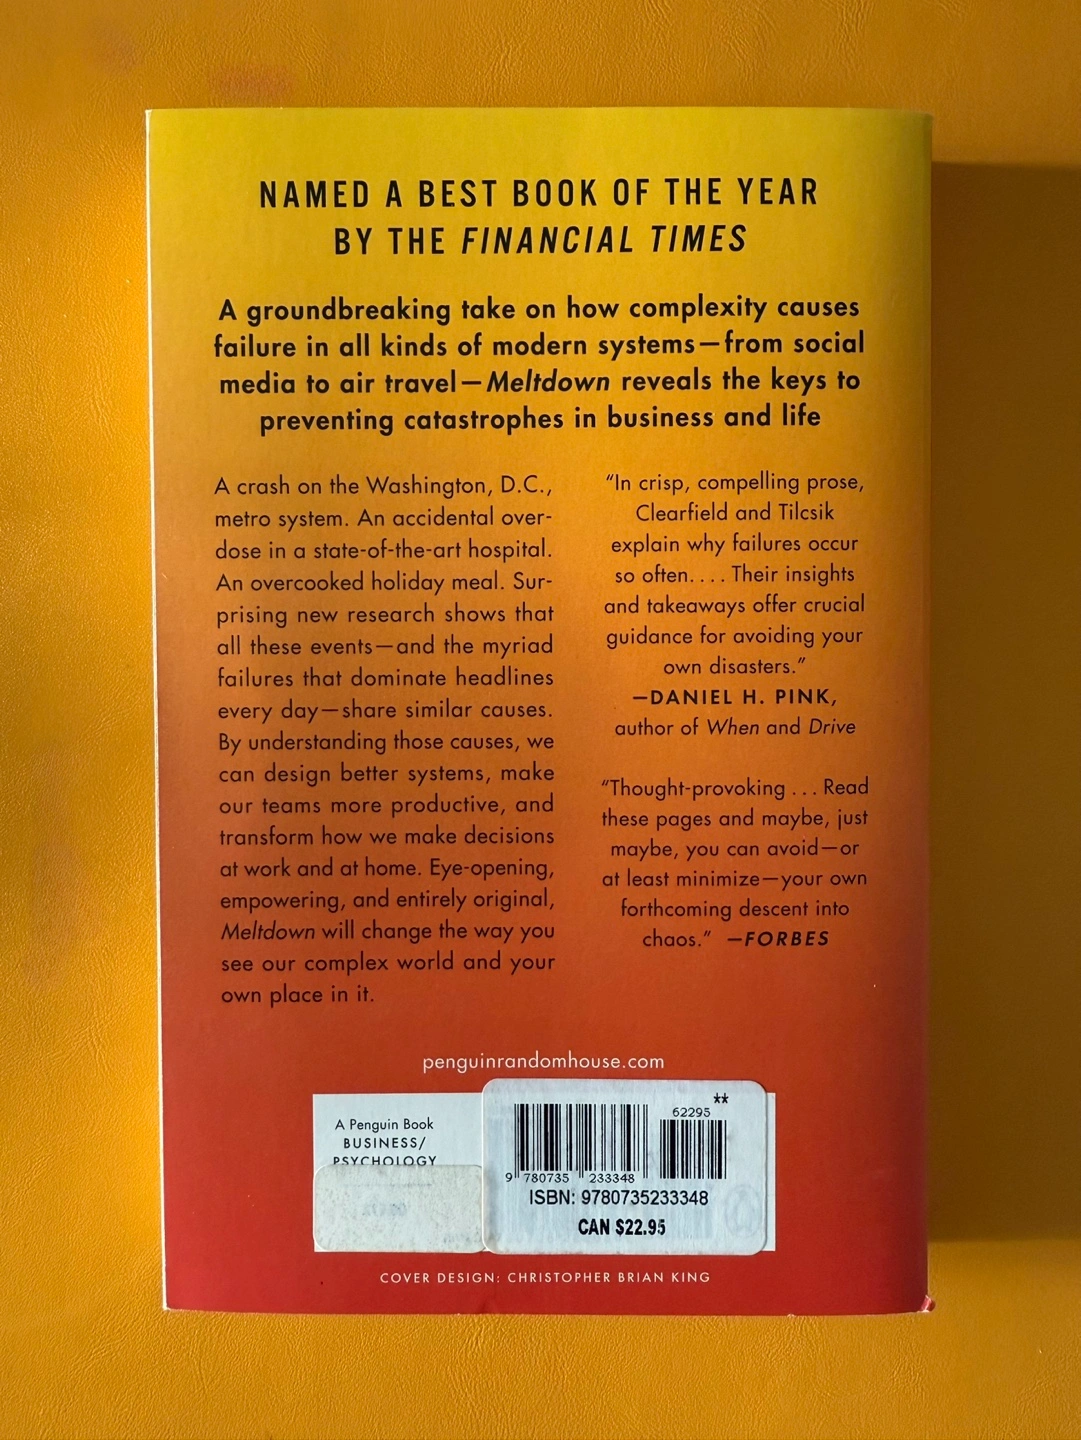 NAMED A BEST BOOK OF THE YEAR
BY THE FINANCIAL TIMES
A groundbreaking take on how complexity causes
failure in all kinds of modern systems—from social
media to air travel—Meltdown reveals the keys to
preventing catastrophes in business and life
A crash on the Washington, D.C.,
metro system. An accidental over-
dose in a state-of-the-art hospital.
An overcooked holiday meal. Sur-
prising new research shows that
all these events—and the myriad
failures that dominate headlines
every day—share similar causes.
By understanding those causes, we
can design better systems, make
our teams more productive, and
transform how we make decisions
at work and at home. Eye-opening,
empowering, and entirely original,
Meltdown will change the way you
see our complex world and your
own place in it.
“In crisp, compelling prose,
Clearfield and Tilcsik
explain why failures occur
so often. . . . Their insights
and takeaways offer crucial
guidance for avoiding your
own disasters.”
—DANIEL H. PINK,
author of When and Drive
“Thought-provoking . . . Read
these pages and maybe, just
maybe, you can avoid—or
at least minimize—your own
forthcoming descent into
chaos.” —FORBES
penguinrandomhouse.com
A Penguin Book
BUSINESS/
PSYCHOLOGY
**
62295
9 780735 233348
ISBN: 9780735233348
CAN $22.95
COVER DESIGN: CHRISTOPHER BRIAN KING